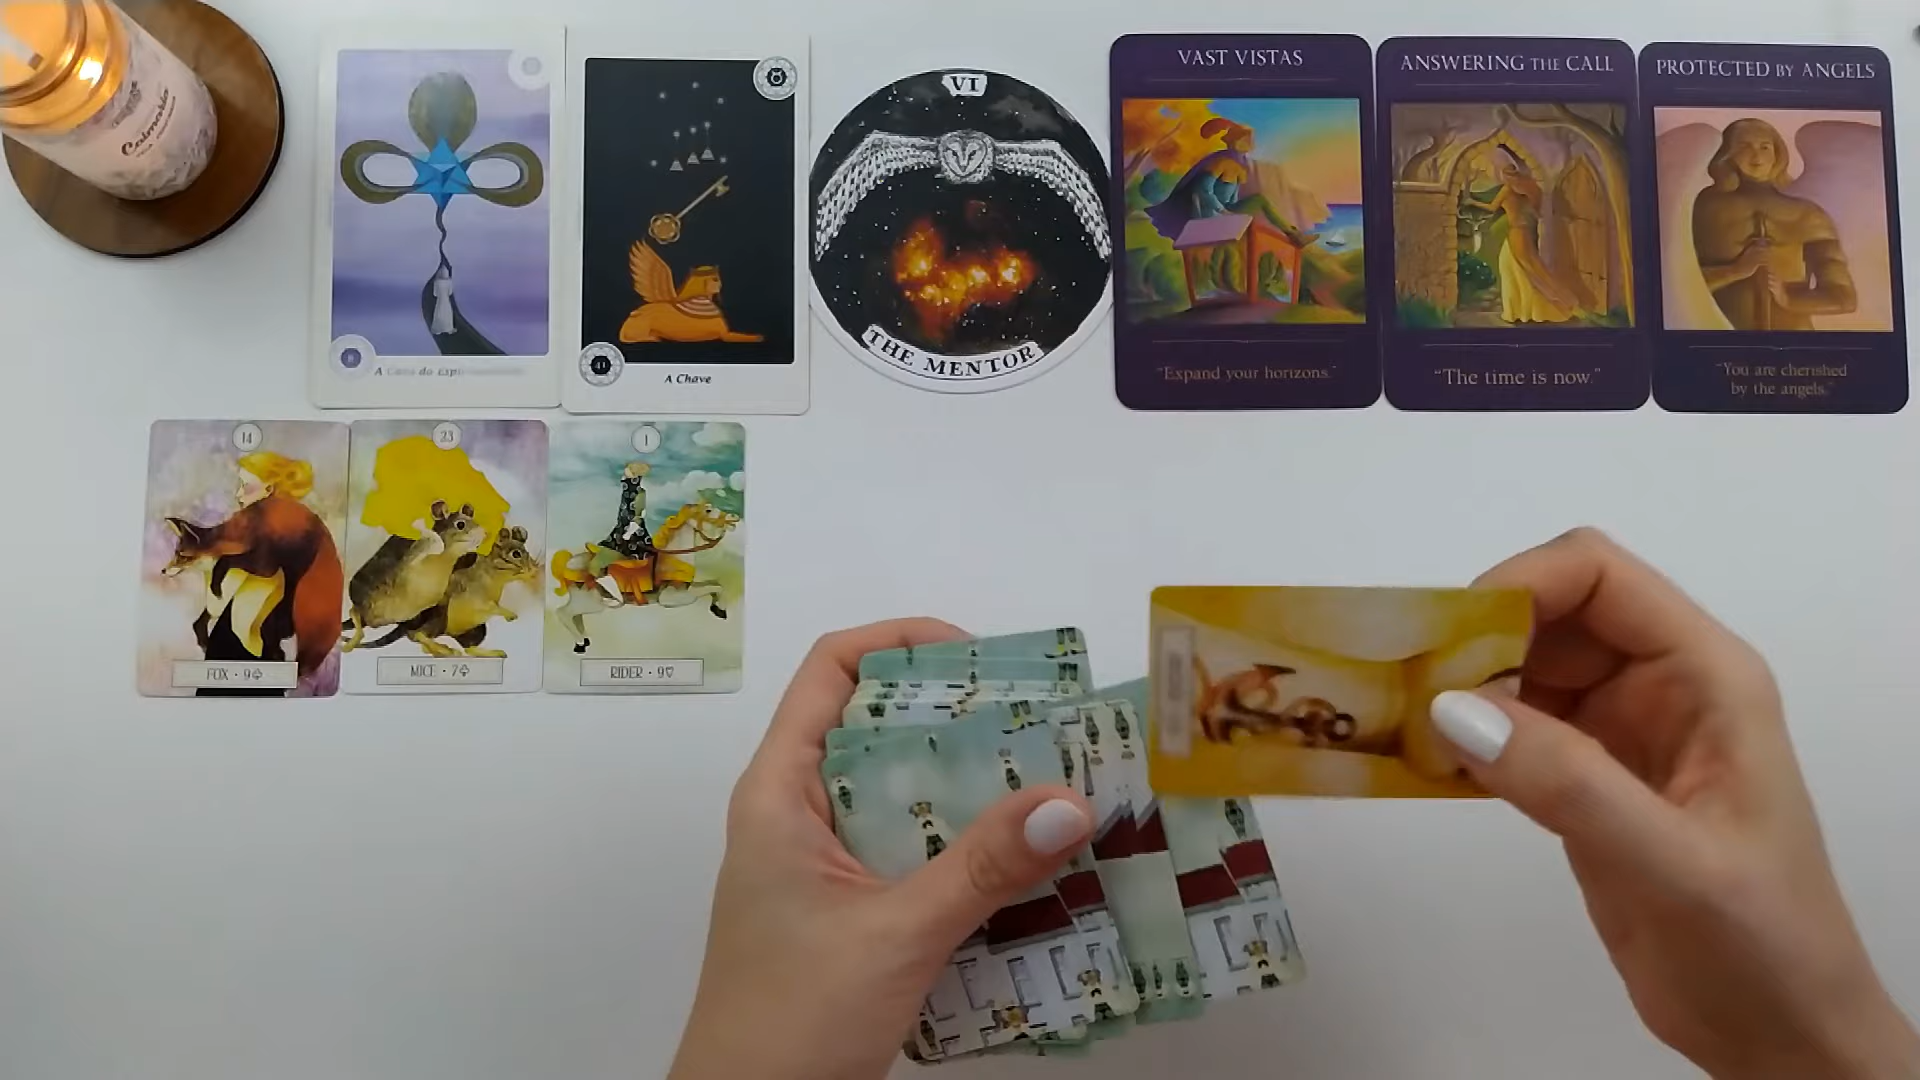 VAST VISTAS
"Expand your horizons."
ANSWERING THE CALL
"The time is now."
PROTECTED BY ANGELS
"You are cherished
by the angels."
VI
THE MENTOR
41
A Chave
14
FOX · 9♧
23
MICE · 7♧
1
RIDER · 9♡